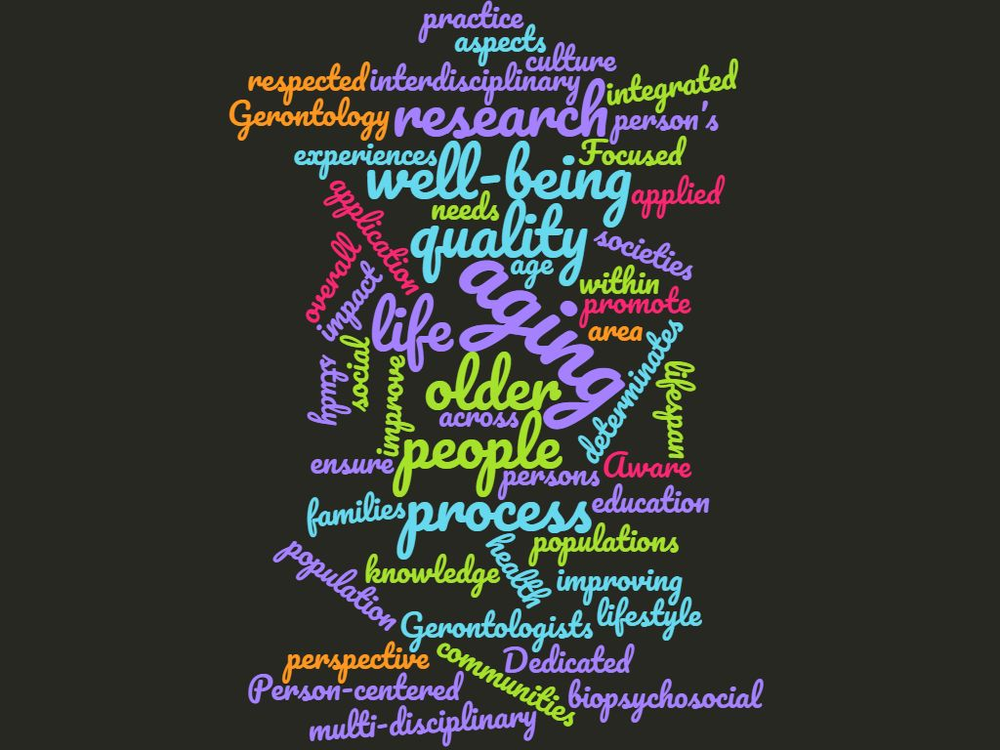 practice
aspects
culture
respected
interdisciplinary
integrated
Gerontology
research
person's
experiences
Focused
well-being
applied
application
needs
quality
societies
age
overall
impact
within
aging
promote
life
area
determinates
study
social
improve
older
lifespan
across
people
ensure
persons
Aware
families
process
education
populations
health
population
knowledge
improving
Gerontologists
lifestyle
perspective
communities
Dedicated
Person-centered
biopsychosocial
multi-disciplinary